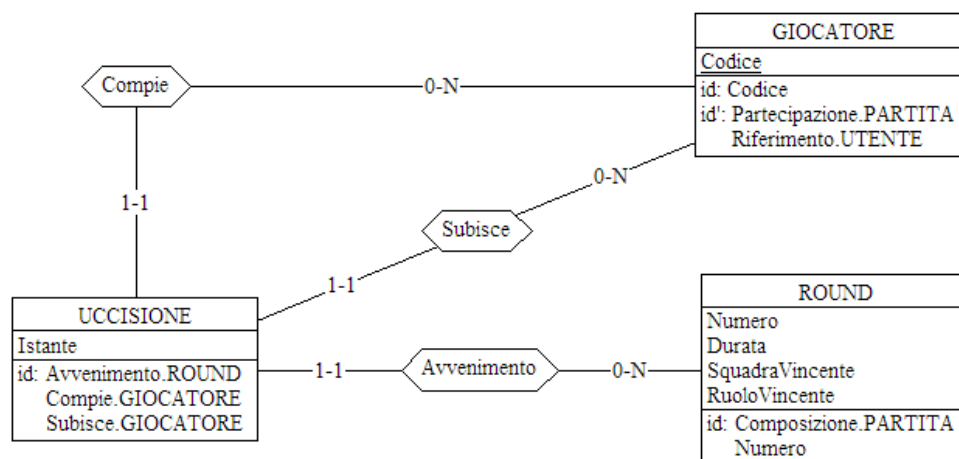 GIOCATORE
Codice
id: Codice
id': Partecipazione.PARTITA
Riferimento.UTENTE
Compie
0-N
1-1
0-N
Subisce
1-1
UCCISIONE
Istante
id: Avvenimento.ROUND
Compie.GIOCATORE
Subisce.GIOCATORE
1-1
Avvenimento
0-N
ROUND
Numero
Durata
SquadraVincente
RuoloVincente
id: Composizione.PARTITA
Numero